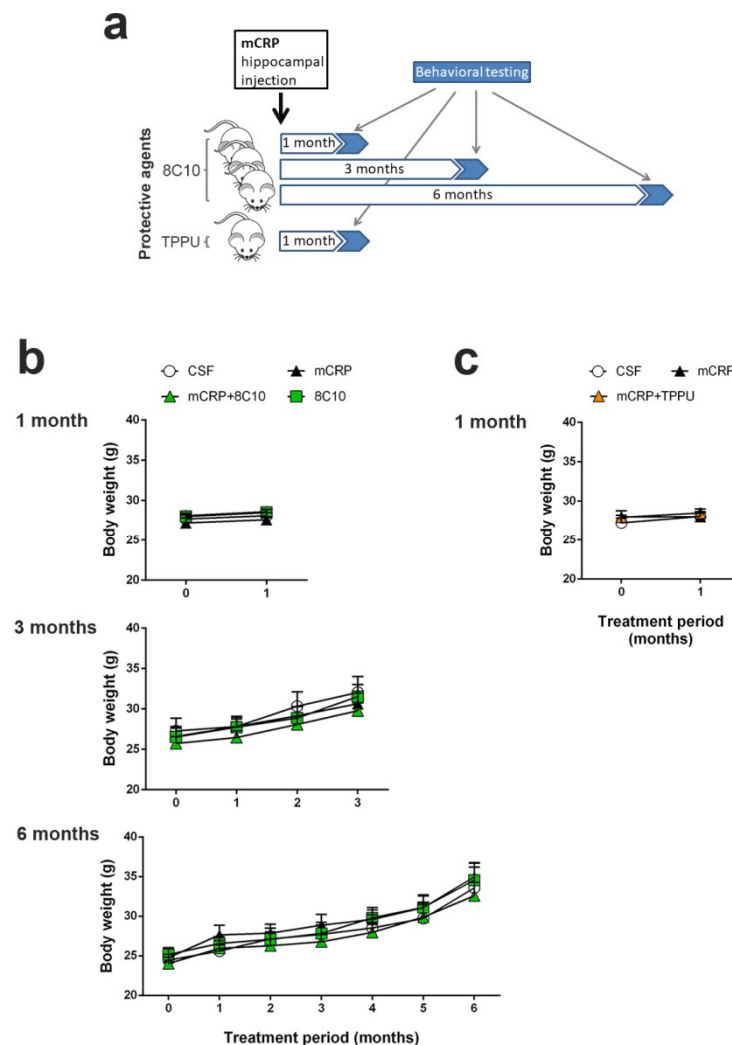 a
mCRP
hippocampal
injection
Behavioral testing
Protective agents
8C10
1 month
3 months
6 months
TPPU
1 month
b
CSF
mCRP
mCRP+8C10
8C10
1 month
Body weight (g)
40
35
30
25
20
0 1
3 months
Body weight (g)
40
35
30
25
20
0 1 2 3
6 months
Body weight (g)
40
35
30
25
20
0 1 2 3 4 5 6
Treatment period (months)
c
CSF
mCRP
mCRP+TPPU
1 month
Body weight (g)
40
35
30
25
20
0 1
Treatment period
(months)